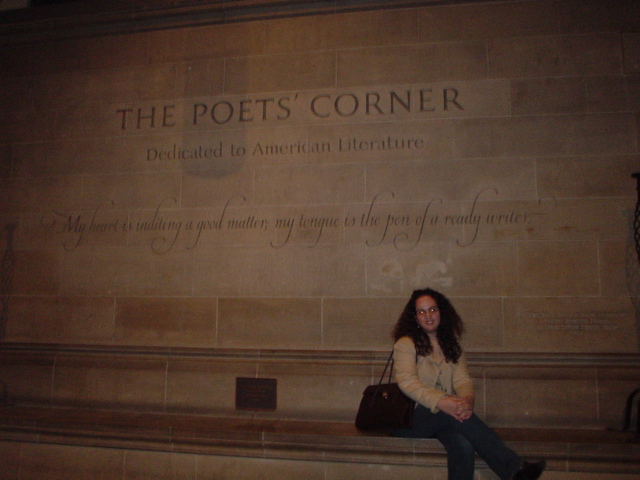 THE POETS' CORNER
Dedicated to American Literature
My heart is inditing a good matter, my tongue is the pen of a ready writer.